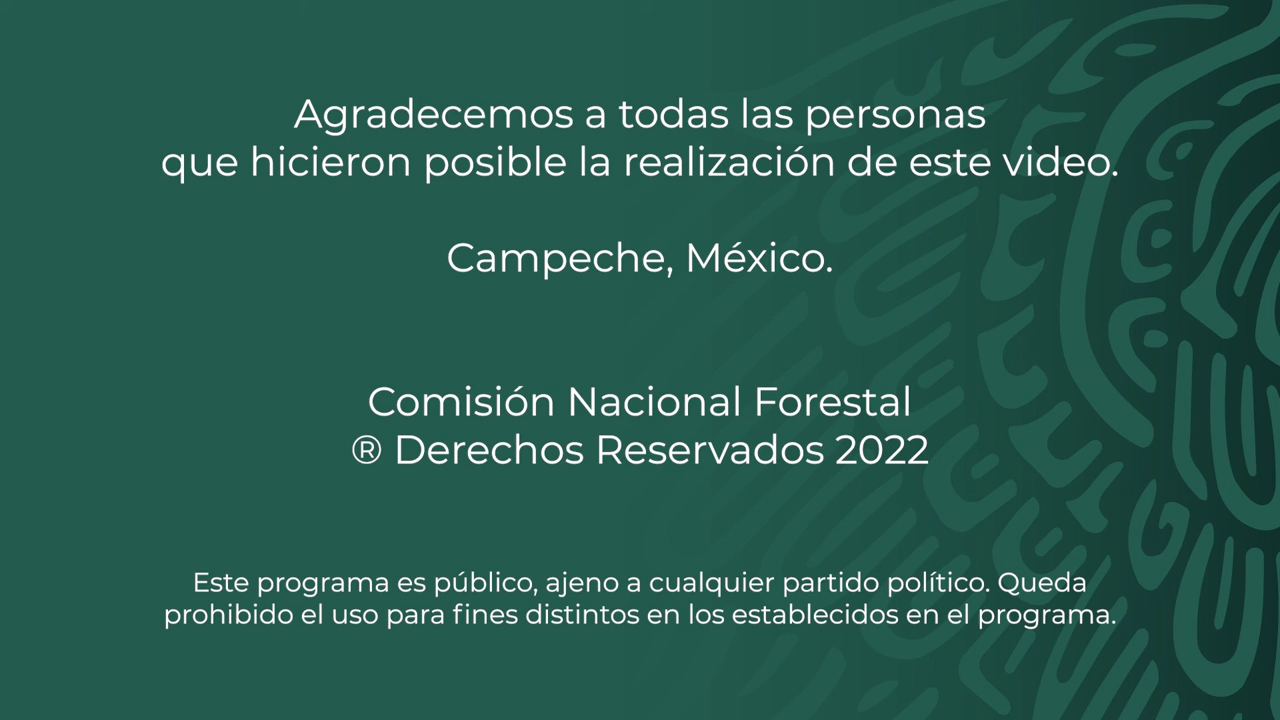 Agradecemos a todas las personas
que hicieron posible la realización de este video.
Campeche, México.
Comisión Nacional Forestal
® Derechos Reservados 2022
Este programa es público, ajeno a cualquier partido político. Queda
prohibido el uso para fines distintos en los establecidos en el programa.